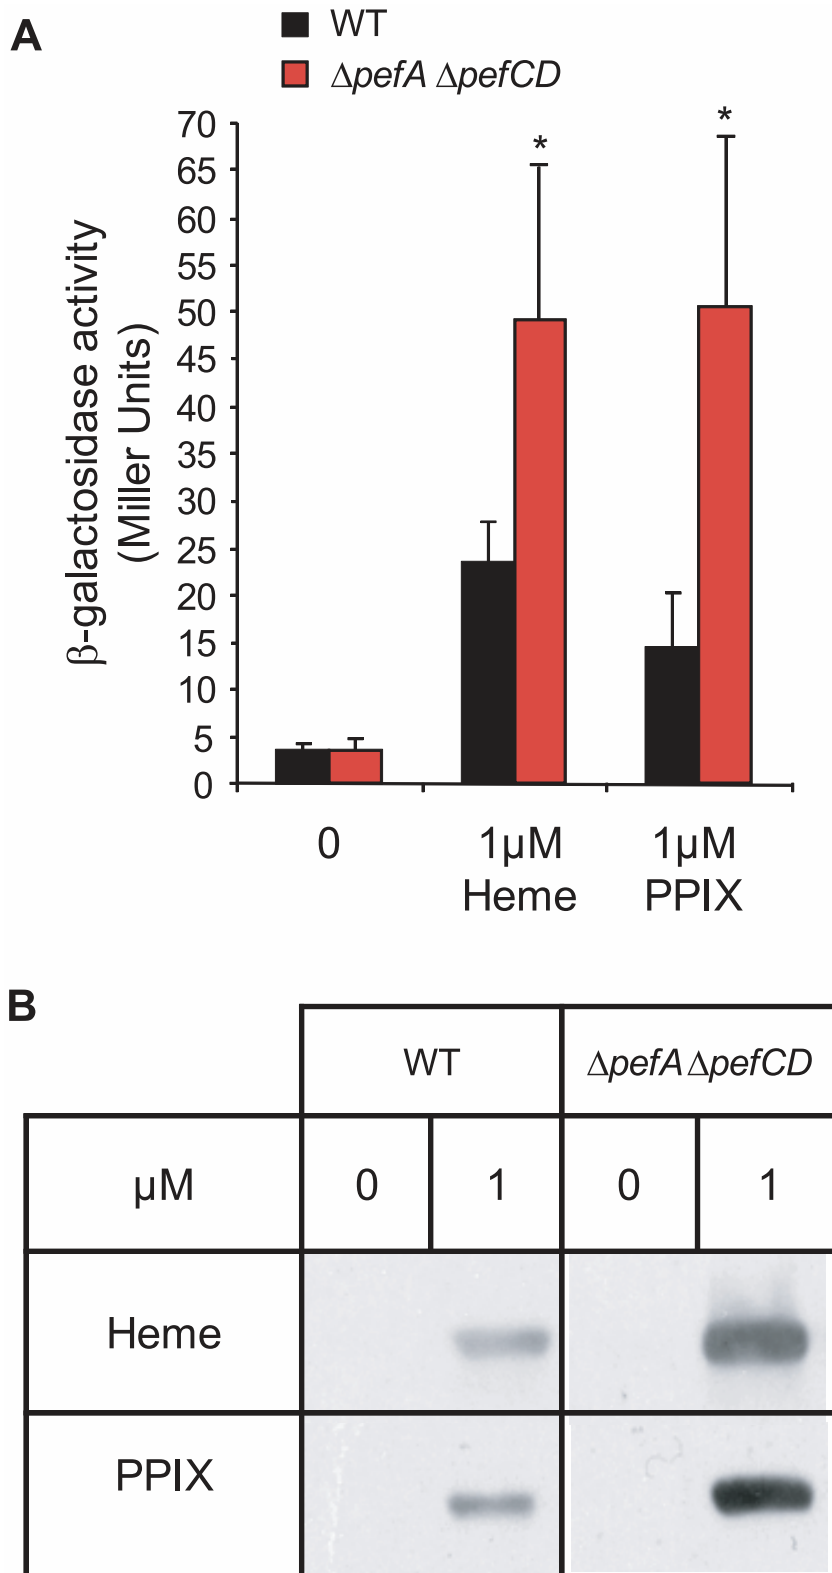 A
WT
ΔpefA ΔpefCD
β-galactosidase activity
(Miller Units)
70
65
60
55
50
45
40
35
30
25
20
15
10
5
0
*
*
0
1µM
Heme
1µM
PPIX
B
WT
ΔpefA ΔpefCD
µM
0
1
0
1
Heme
PPIX